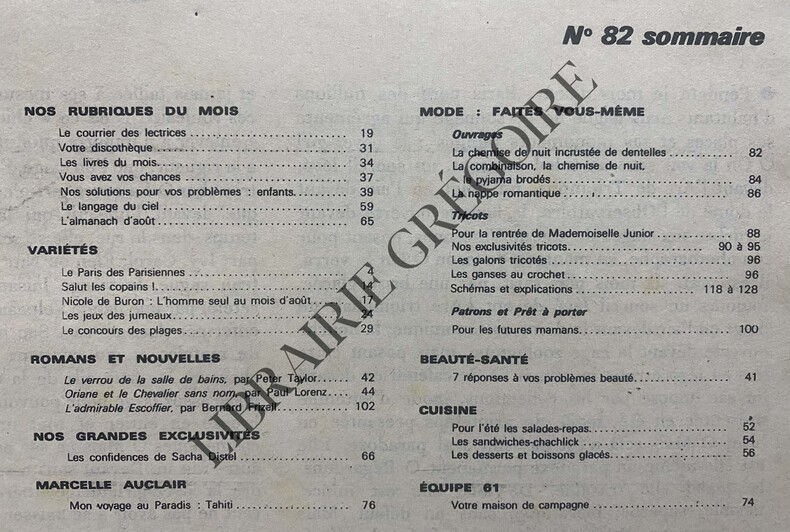 Nº 82 sommaire
NOS RUBRIQUES DU MOIS
Le courrier des lectrices 19
Votre discothèque 31
Les livres du mois. 34
Vous avez vos chances 37
Nos solutions pour vos problèmes : enfants. 39
Le langage du ciel 59
L'almanach d'août 65
VARIÉTÉS
Le Paris des Parisiennes 4
Salut les copains ! 14
Nicole de Buron : L'homme seul au mois d'août 17
Les jeux des jumeaux 24
Le concours des plages 29
ROMANS ET NOUVELLES
Le verrou de la salle de bains, par Peter Taylor 42
Oriane et le Chevalier sans nom, par Paul Lorenz 44
L'admirable Escoffier, par Bernard Frizell 102
NOS GRANDES EXCLUSIVITÉS
Les confidences de Sacha Distel 66
MARCELLE AUCLAIR
Mon voyage au Paradis : Tahiti 76
MODE : FAITES VOUS-MÊME
Ouvrages
La chemise de nuit incrustée de dentelles 82
La combinaison, la chemise de nuit,
le pyjama brodés 84
La nappe romantique 86
Tricots
Pour la rentrée de Mademoiselle Junior 88
Nos exclusivités tricots 90 à 95
Les galons tricotés 96
Les ganses au crochet 96
Schémas et explications 118 à 128
Patrons et Prêt à porter
Pour les futures mamans 100
BEAUTÉ-SANTÉ
7 réponses à vos problèmes beauté 41
CUISINE
Pour l'été les salades-repas 52
Les sandwiches-chachlick 54
Les desserts et boissons glacés 56
ÉQUIPE 61
Votre maison de campagne 74
LIBRAIRIE GRÉGOIRE